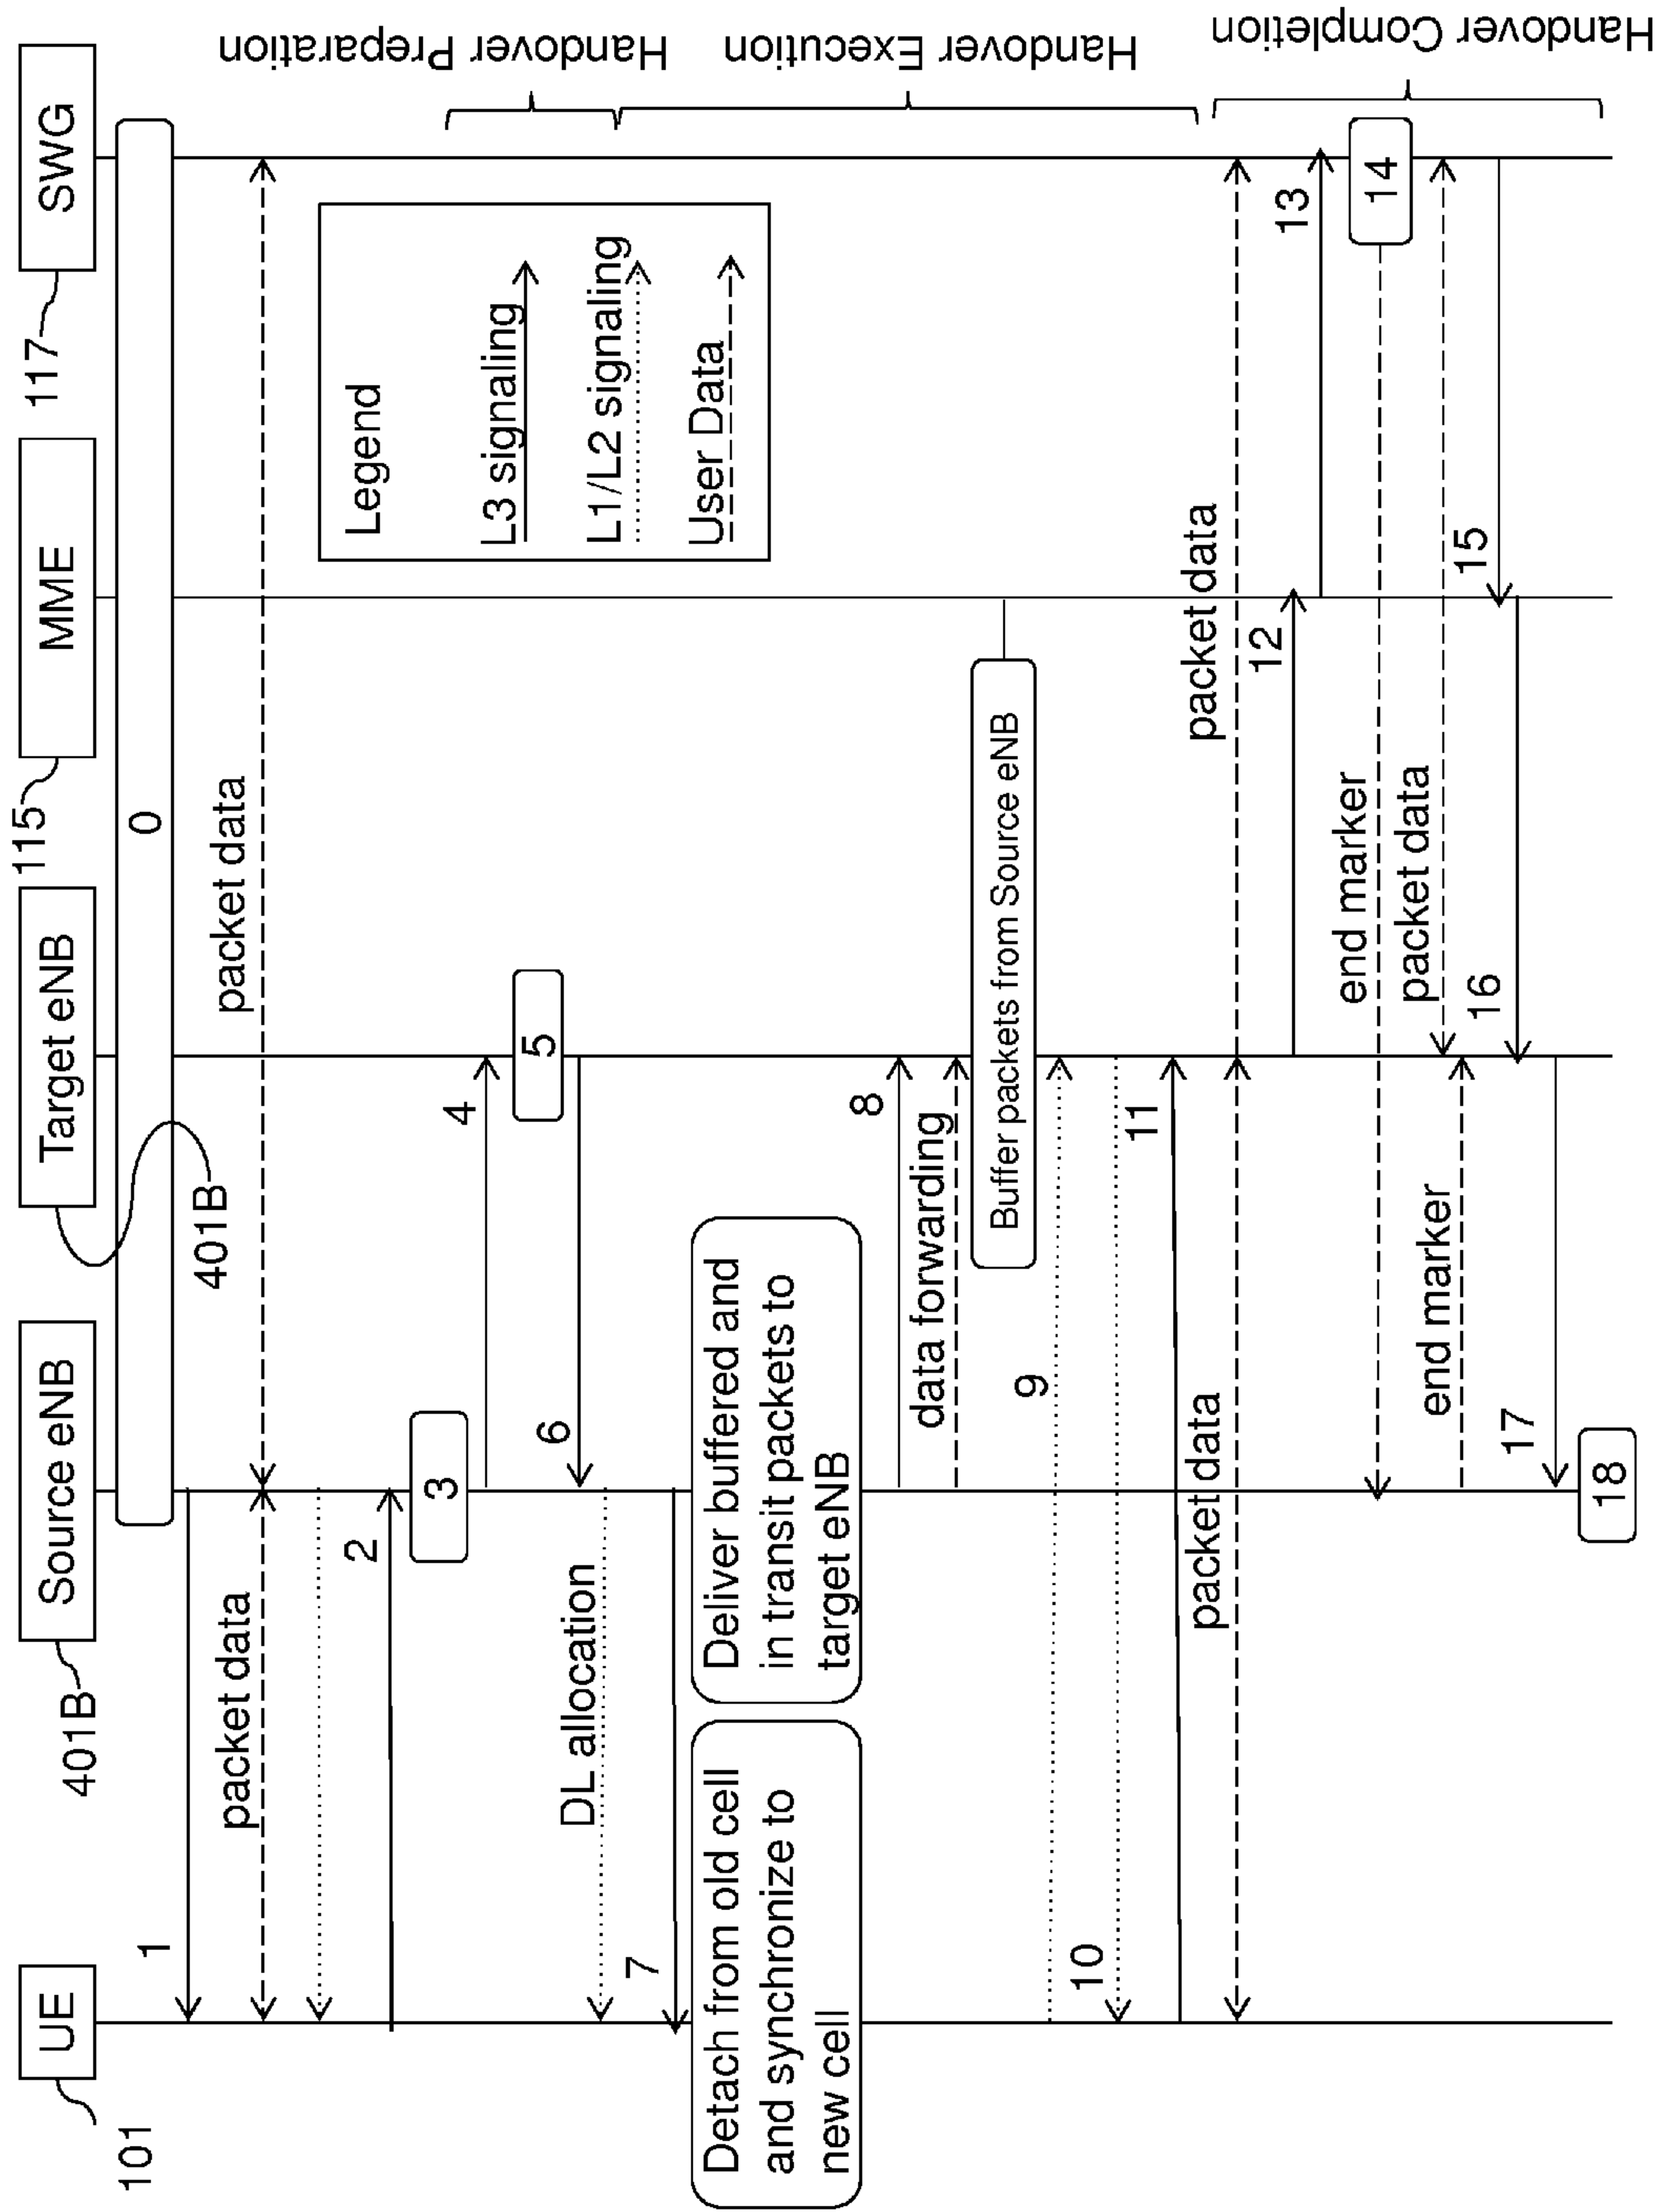 UE
Source eNB
Target eNB
MME
SWG
101
401B
401B
115
117
0
1
packet data
packet data
2
3
4
5
6
DL allocation
7
Handover Preparation
Legend
L3 signaling
L1/L2 signaling
User Data
Detach from old cell
and synchronize to
new cell
Deliver buffered and
in transit packets to
target eNB
8
data forwarding
Buffer packets from Source eNB
9
10
11
Handover Execution
packet data
packet data
12
13
14
end marker
packet data
end marker
15
16
17
18
Handover Completion